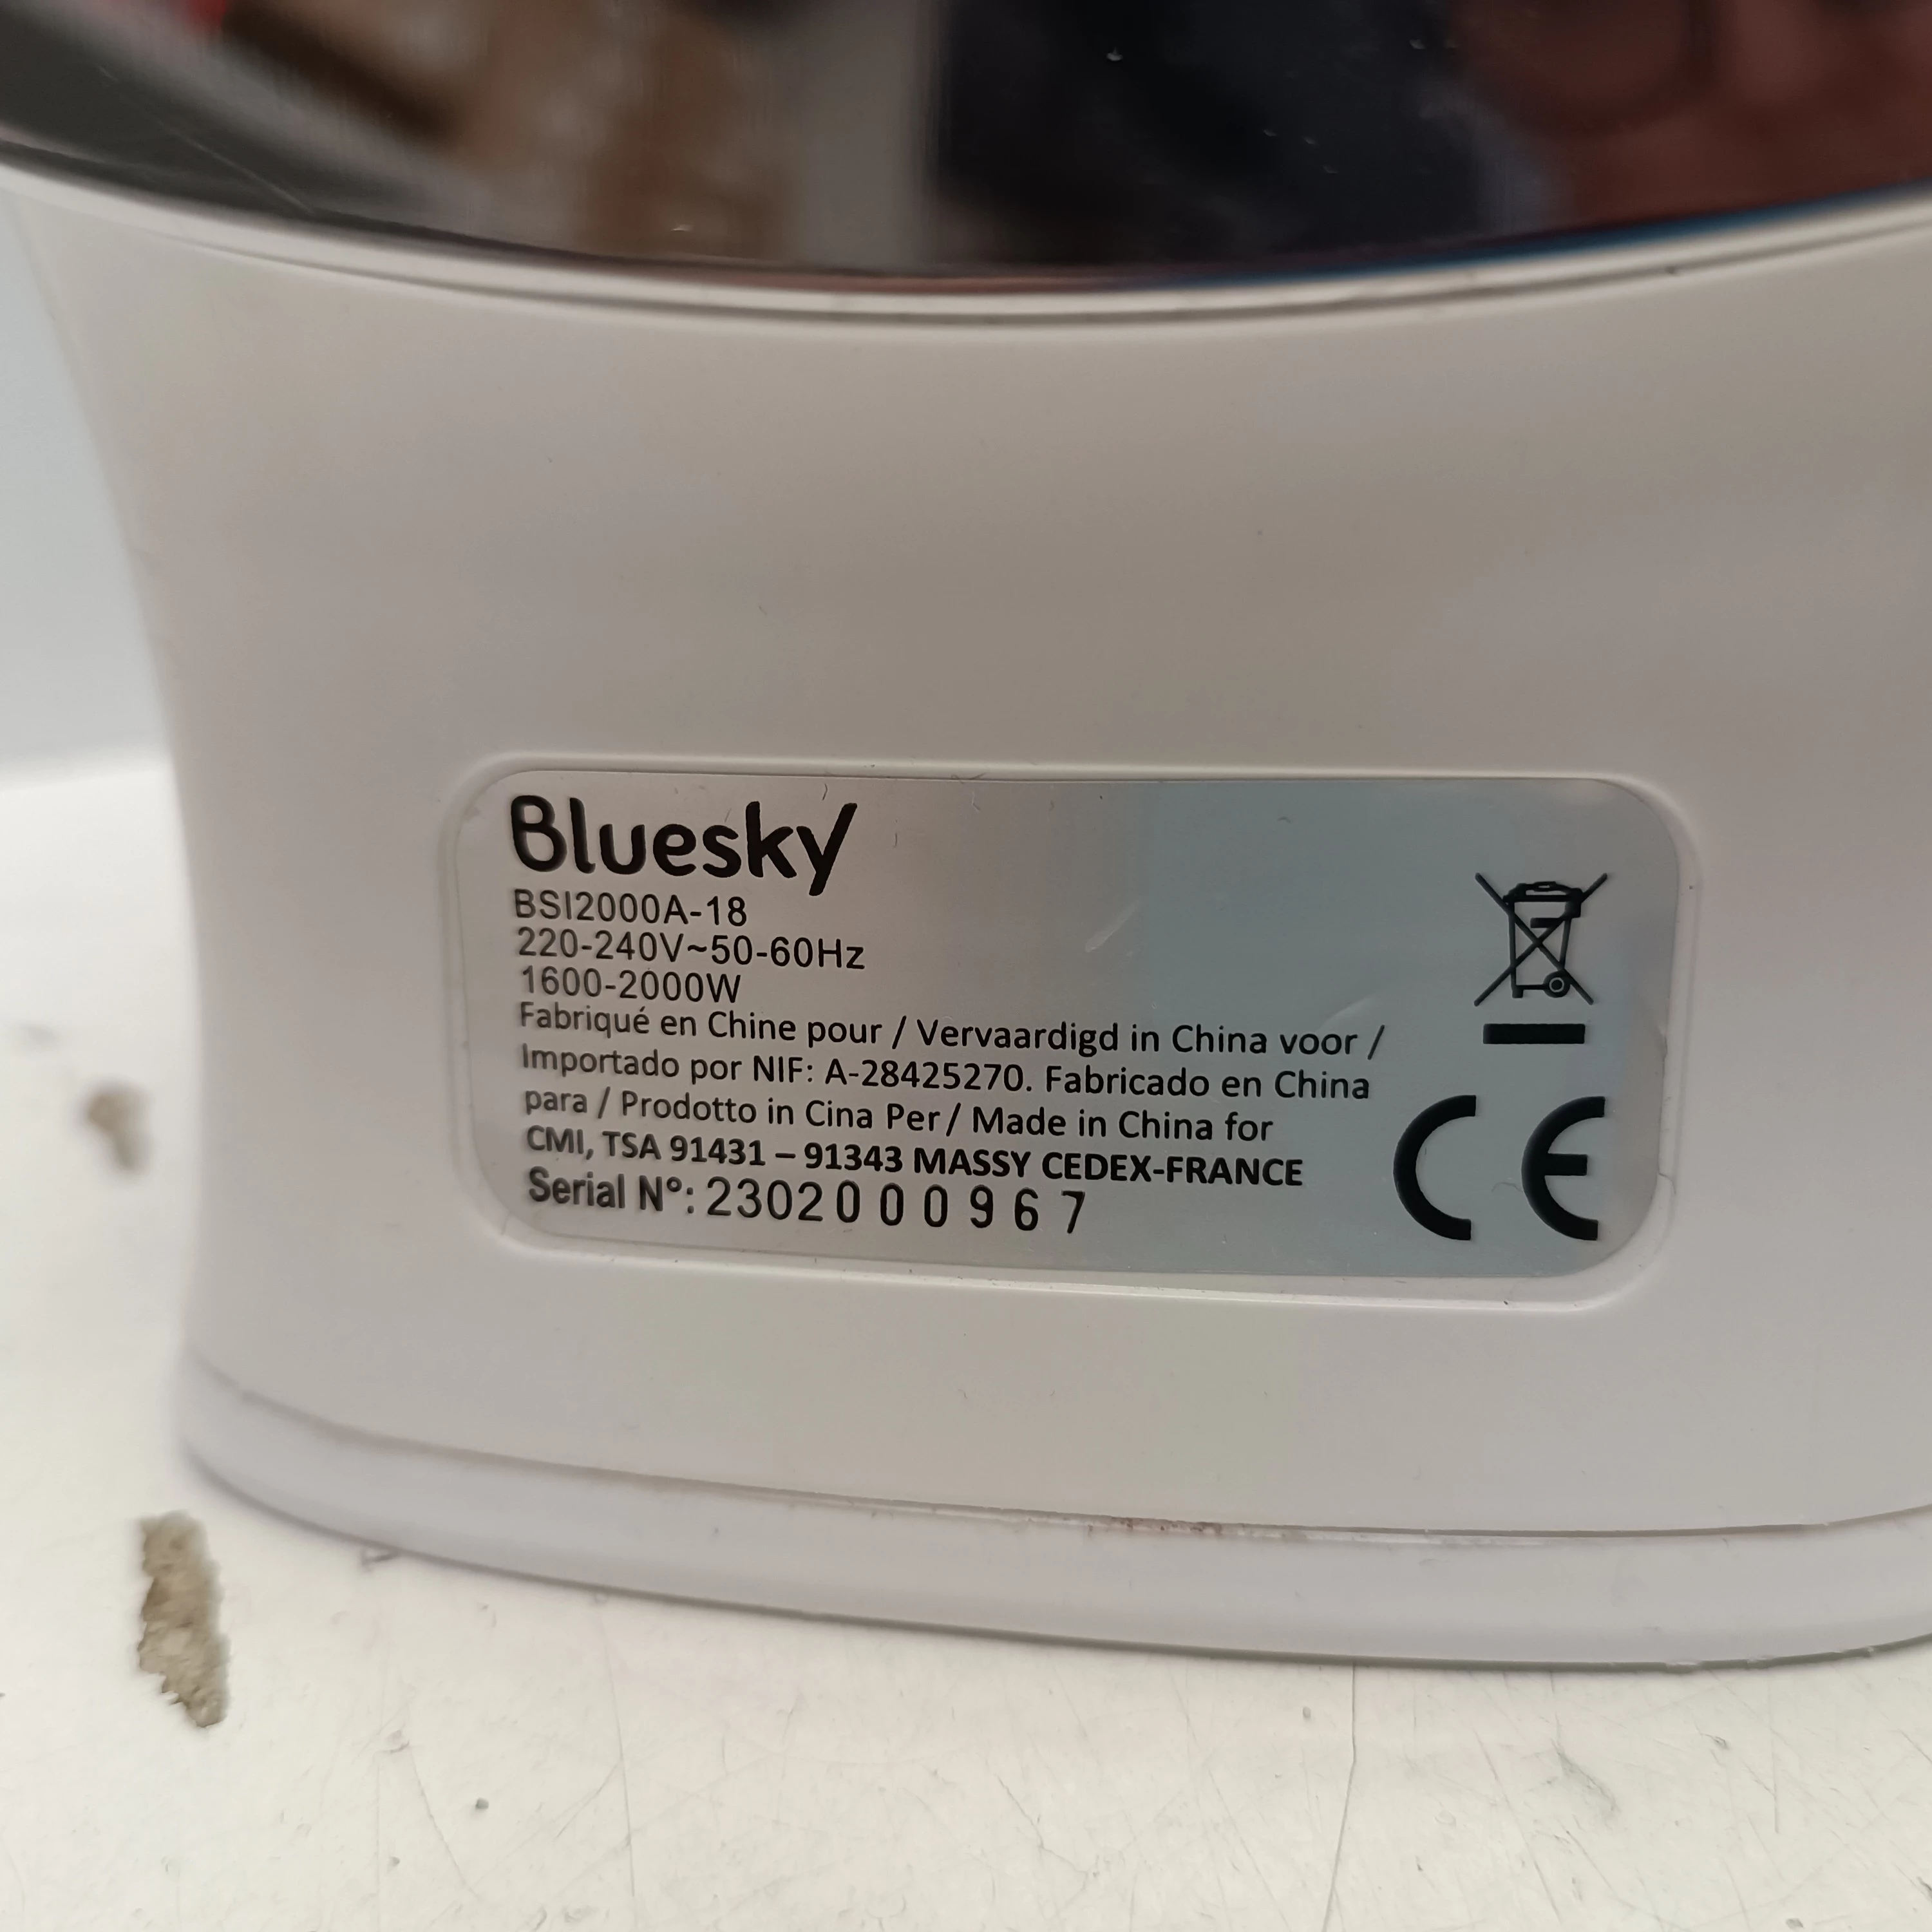 Bluesky
BSI2000A-18
220-240V~50-60Hz
1600-2000W
Fabriqué en Chine pour / Vervaardigd in China voor /
Importado por NIF: A-28425270. Fabricado en China
para / Prodotto in Cina Per / Made in China for
CMI, TSA 91431 – 91343 MASSY CEDEX-FRANCE
Serial N°: 2302000967
CE